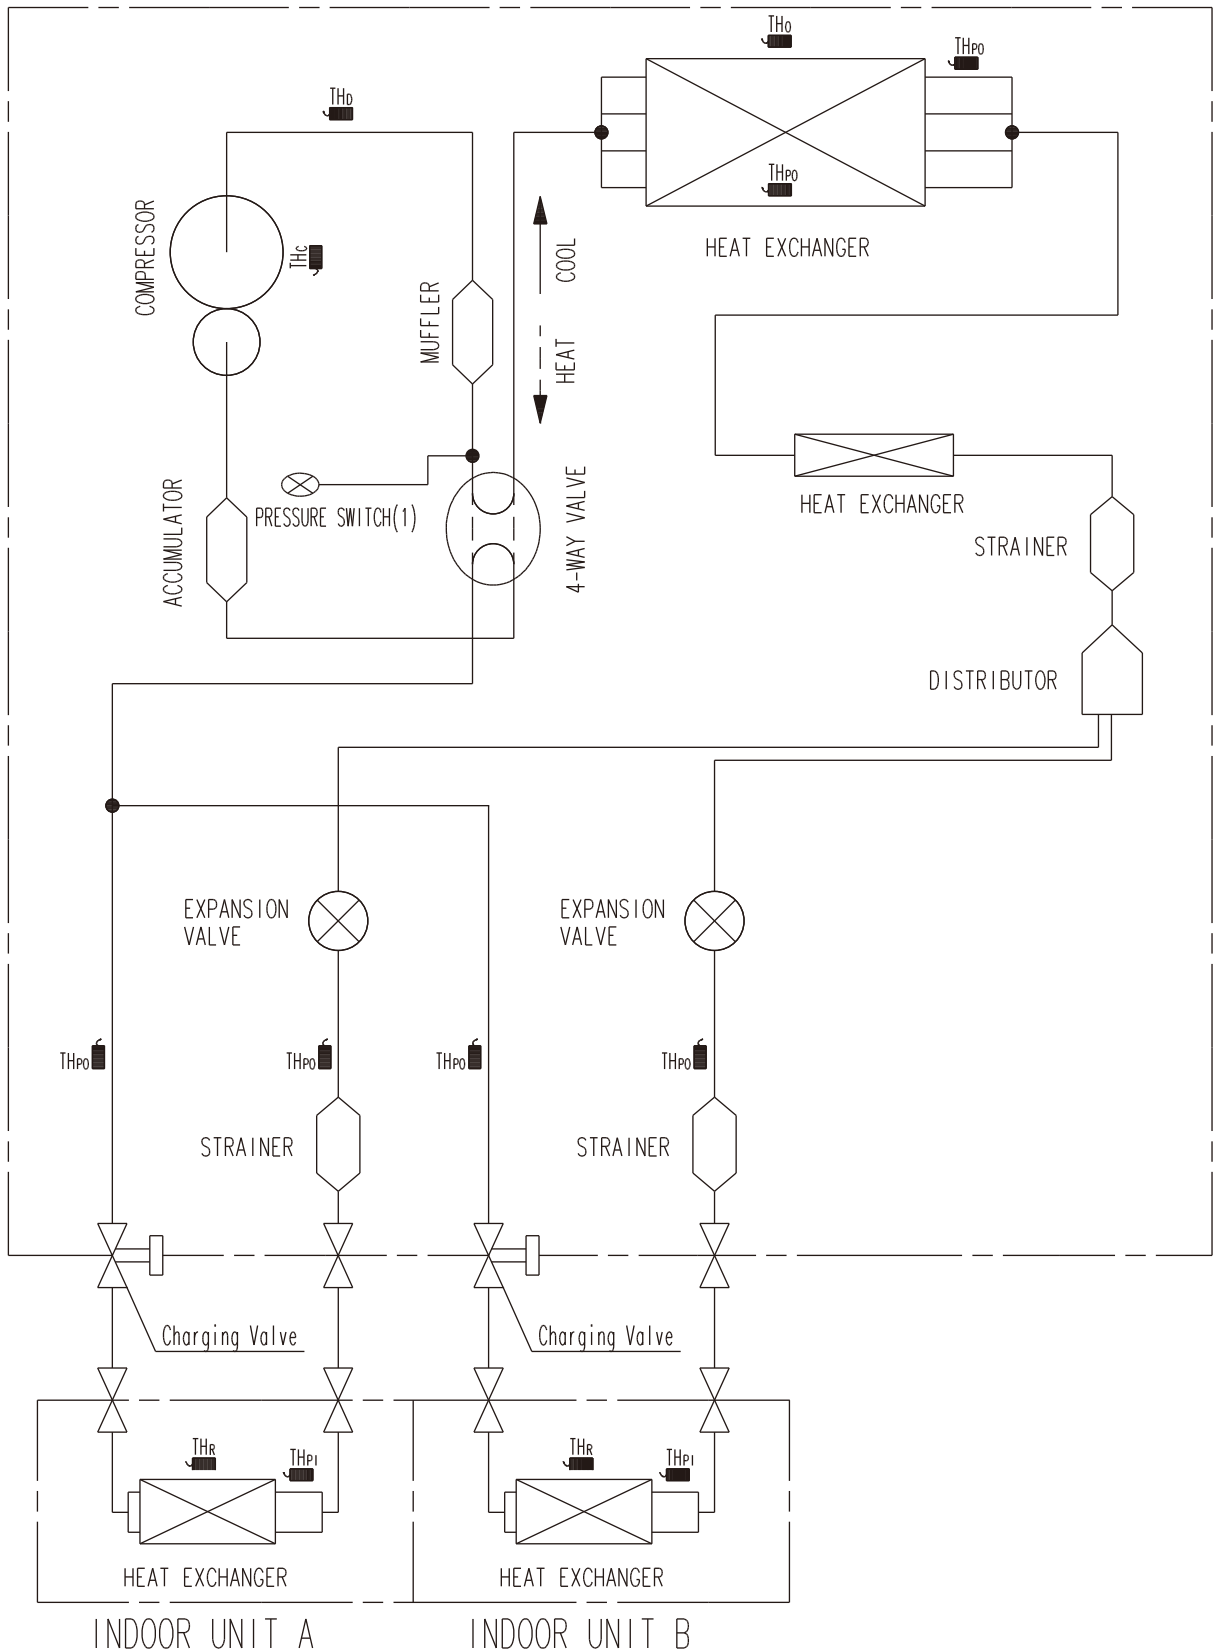 THO
THPO
THD
THPO
COMPRESSOR
THC
HEAT EXCHANGER
COOL
MUFFLER
HEAT
4-WAY VALVE
ACCUMULATOR
PRESSURE SWITCH(1)
HEAT EXCHANGER
STRAINER
DISTRIBUTOR
EXPANSION
VALVE
EXPANSION
VALVE
THPO
THPO
THPO
THPO
STRAINER
STRAINER
Charging Valve
Charging Valve
THR
THPI
THR
THPI
HEAT EXCHANGER
HEAT EXCHANGER
INDOOR UNIT A
INDOOR UNIT B